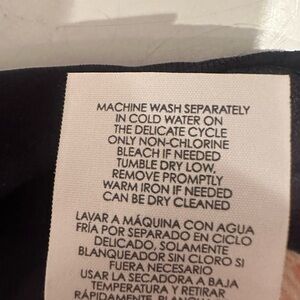 MACHINE WASH SEPARATELY
IN COLD WATER ON
THE DELICATE CYCLE
ONLY NON-CHLORINE
BLEACH IF NEEDED
TUMBLE DRY LOW,
REMOVE PROMPTLY
WARM IRON IF NEEDED
CAN BE DRY CLEANED
LAVAR A MÁQUINA CON AGUA
FRÍA POR SEPARADO EN CICLO
DELICADO, SOLAMENTE
BLANQUEADOR SIN CLORO SI
FUERA NECESARIO
USAR LA SECADORA A BAJA
TEMPERATURA Y RETIRAR
RÁPIDAMENTE,